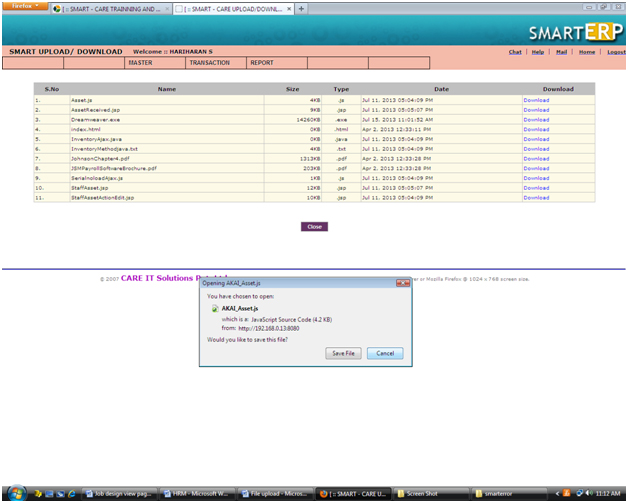 Firefox
[:: SMART - CARE TRAINNING AND ... × [:: SMART - CARE UPLOAD/DOWNL... × +
SMARTERP
SMART UPLOAD/ DOWNLOAD Welcome :: HARIHARAN S Chat | Help | Mail | Home | Logout
MASTER TRANSACTION REPORT
S.No Name Size Type Date Download
1. Asset.js 4KB .js Jul 11, 2013 05:04:09 PM Download
2. AssetReceived.jsp 9KB .jsp Jul 11, 2013 05:05:07 PM Download
3. Dreamweaver.exe 14260KB .exe Jul 15, 2013 11:01:52 AM Download
4. index.html 0KB .html Apr 2, 2013 12:33:11 PM Download
5. InventoryAjax.java 0KB .java Jul 11, 2013 05:04:09 PM Download
6. InventoryMethodjava.txt 4KB .txt Jul 11, 2013 05:04:09 PM Download
7. JohnsonChapter4.pdf 1313KB .pdf Apr 2, 2013 12:33:28 PM Download
8. JSMPayrollSoftwareBrochure.pdf 203KB .pdf Apr 2, 2013 12:33:28 PM Download
9. SerialnoloadAjax.js 1KB .js Jul 11, 2013 05:04:09 PM Download
10. StaffAsset.jsp 12KB .jsp Jul 11, 2013 05:05:07 PM Download
11. StaffAssetActionEdit.jsp 10KB .jsp Jul 11, 2013 05:04:09 PM Download
Close
© 2007 CARE IT Solutions or Mozilla Firefox @ 1024 x 768 screen size.
Opening AKAI_Asset.js
You have chosen to open:
AKAI_Asset.js
which is a: JavaScript Source Code (4.2 KB)
from: http://192.168.0.13:8080
Would you like to save this file?
Save File Cancel
Job design view pag... HRM - Microsoft W... File upload - Micros... [:: SMART - CARE U... Screen Shot smarterror 11:12 AM